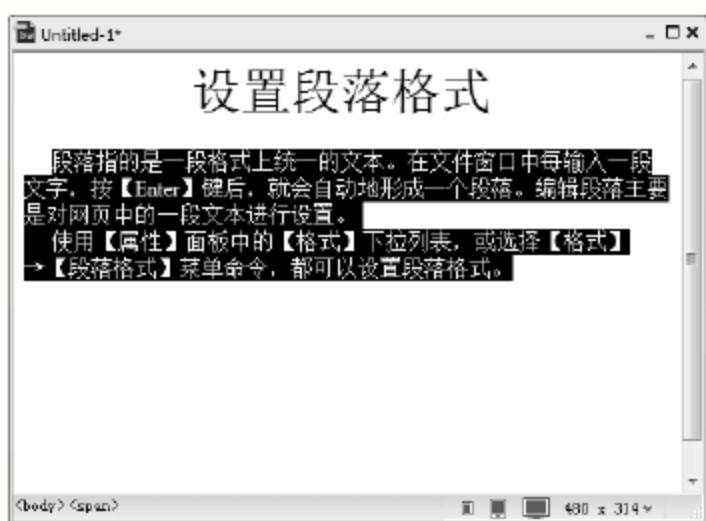 Untitled-1*
设置段落格式
段落指的是一段格式上统一的文本。在文件窗口中每输入一段
文字，按【Enter】键后，就会自动地形成一个段落。编辑段落主要
是对网页中的一段文本进行设置。
使用【属性】面板中的【格式】下拉列表，或选择【格式】
→【段落格式】菜单命令，都可以设置段落格式。
<body> <span>
480 x 314